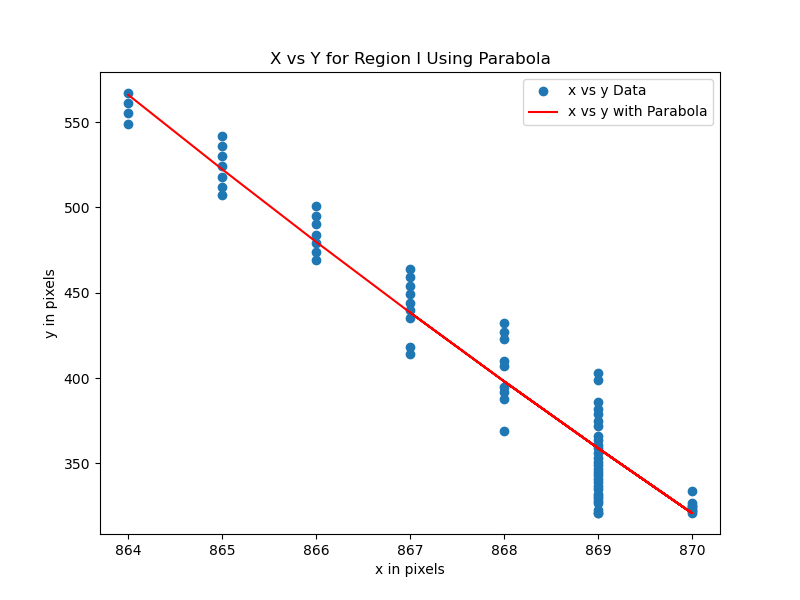 X vs Y for Region I Using Parabola
x vs y Data
x vs y with Parabola
550
500
450
400
350
y in pixels
864 865 866 867 868 869 870
x in pixels